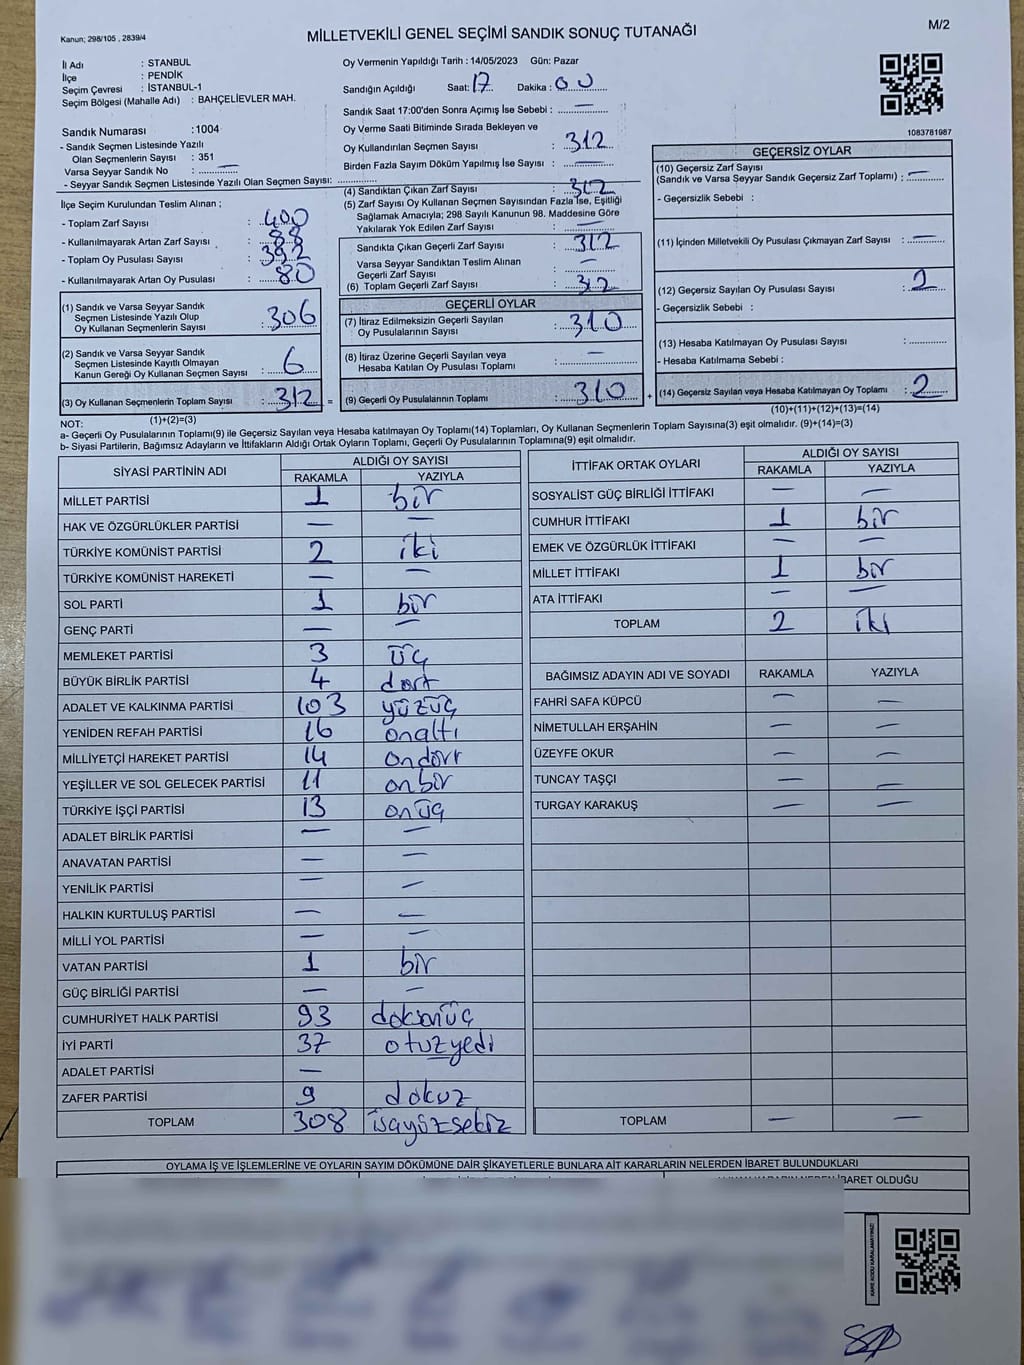 Kanun; 298/105 , 2839/4
MİLLETVEKİLİ GENEL SEÇİMİ SANDIK SONUÇ TUTANAĞI
M/2
İl Adı : STANBUL
İlçe : PENDİK
Seçim Çevresi : İSTANBUL-1
Seçim Bölgesi (Mahalle Adı) : BAHÇELİEVLER MAH.
Sandık Numarası :1004
- Sandık Seçmen Listesinde Yazılı
Olan Seçmenlerin Sayısı : 351
Varsa Seyyar Sandık No : —
- Seyyar Sandık Seçmen Listesinde Yazılı Olan Seçmen Sayısı:
Oy Vermenin Yapıldığı Tarih : 14/05/2023 Gün: Pazar
Sandığın Açıldığı Saat: 17 Dakika : 00
Sandık Saat 17:00'den Sonra Açımış İse Sebebi : —
Oy Verme Saati Bitiminde Sırada Bekleyen ve
Oy Kullandırılan Seçmen Sayısı : 312
Birden Fazla Sayım Döküm Yapılmış İse Sayısı : —
1083781987
İlçe Seçim Kurulundan Teslim Alınan ;
- Toplam Zarf Sayısı : 400
- Kullanılmayarak Artan Zarf Sayısı : 88
- Toplam Oy Pusulası Sayısı : 392
- Kullanılmayarak Artan Oy Pusulası : 80
(1) Sandık ve Varsa Seyyar Sandık
Seçmen Listesinde Yazılı Olup
Oy Kullanan Seçmenlerin Sayısı : 306
(2) Sandık ve Varsa Seyyar Sandık
Seçmen Listesinde Kayıtlı Olmayan
Kanun Gereği Oy Kullanan Seçmen Sayısı : 6
(3) Oy Kullanan Seçmenlerin Toplam Sayısı : 312 =
(1)+(2)=(3)
(4) Sandıktan Çıkan Zarf Sayısı : 312
(5) Zarf Sayısı Oy Kullanan Seçmen Sayısından Fazla İse, Eşitliği
Sağlamak Amacıyla; 298 Sayılı Kanunun 98. Maddesine Göre
Yakılarak Yok Edilen Zarf Sayısı : —
Sandıkta Çıkan Geçerli Zarf Sayısı : 312
Varsa Seyyar Sandıktan Teslim Alınan
Geçerli Zarf Sayısı : —
(6) Toplam Geçerli Zarf Sayısı : 312
GEÇERLİ OYLAR
(7) İtiraz Edilmeksizin Geçerli Sayılan
Oy Pusulalarının Sayısı : 310
(8) İtiraz Üzerine Geçerli Sayılan veya
Hesaba Katılan Oy Pusulası Toplamı : —
(9) Geçerli Oy Pusulalarının Toplamı : 310 +
GEÇERSİZ OYLAR
(10) Geçersiz Zarf Sayısı
(Sandık ve Varsa Seyyar Sandık Geçersiz Zarf Toplamı) : —
- Geçersizlik Sebebi :
(11) İçinden Milletvekili Oy Pusulası Çıkmayan Zarf Sayısı : —
(12) Geçersiz Sayılan Oy Pusulası Sayısı : 2
- Geçersizlik Sebebi :
(13) Hesaba Katılmayan Oy Pusulası Sayısı :
- Hesaba Katılmama Sebebi :
(14) Geçersiz Sayılan veya Hesaba Katılmayan Oy Toplamı : 2
(10)+(11)+(12)+(13)=(14)
NOT:
a- Geçerli Oy Pusulalarının Toplamı(9) ile Geçersiz Sayılan veya Hesaba katılmayan Oy Toplamı(14) Toplamları, Oy Kullanan Seçmenlerin Toplam Sayısına(3) eşit olmalıdır. (9)+(14)=(3)
b- Siyasi Partilerin, Bağımsız Adayların ve İttifakların Aldığı Ortak Oyların Toplamı, Geçerli Oy Pusulalarının Toplamına(9) eşit olmalıdır.
SİYASİ PARTİNİN ADI ALDIĞI OY SAYISI
RAKAMLA YAZIYLA
MİLLET PARTİSİ 1 bir
HAK VE ÖZGÜRLÜKLER PARTİSİ — —
TÜRKİYE KOMÜNİST PARTİSİ 2 iki
TÜRKİYE KOMÜNİST HAREKETİ — —
SOL PARTİ 1 bir
GENÇ PARTİ — —
MEMLEKET PARTİSİ 3 üç
BÜYÜK BİRLİK PARTİSİ 4 dört
ADALET VE KALKINMA PARTİSİ 103 yüzüç
YENİDEN REFAH PARTİSİ 16 onaltı
MİLLİYETÇİ HAREKET PARTİSİ 14 ondört
YEŞİLLER VE SOL GELECEK PARTİSİ 11 onbir
TÜRKİYE İŞÇİ PARTİSİ 13 onüç
ADALET BİRLİK PARTİSİ — —
ANAVATAN PARTİSİ — —
YENİLİK PARTİSİ — —
HALKIN KURTULUŞ PARTİSİ — —
MİLLİ YOL PARTİSİ — —
VATAN PARTİSİ 1 bir
GÜÇ BİRLİĞİ PARTİSİ — —
CUMHURİYET HALK PARTİSİ 93 doksanüç
İYİ PARTİ 37 otuzyedi
ADALET PARTİSİ —
ZAFER PARTİSİ 9 dokuz
TOPLAM 308 üçyüzsekiz
İTTİFAK ORTAK OYLARI ALDIĞI OY SAYISI
RAKAMLA YAZIYLA
SOSYALİST GÜÇ BİRLİĞİ İTTİFAKI — —
CUMHUR İTTİFAKI 1 bir
EMEK VE ÖZGÜRLÜK İTTİFAKI — —
MİLLET İTTİFAKI 1 bir
ATA İTTİFAKI — —
TOPLAM 2 iki
BAĞIMSIZ ADAYIN ADI VE SOYADI RAKAMLA YAZIYLA
FAHRİ SAFA KÜPCÜ — —
NİMETULLAH ERŞAHİN — —
ÜZEYFE OKUR — —
TUNCAY TAŞÇI — —
TURGAY KARAKUŞ — —
TOPLAM — —
OYLAMA İŞ VE İŞLEMLERİNE VE OYLARIN SAYIM DÖKÜMÜNE DAİR ŞİKAYETLERLE BUNLARA AİT KARARLARIN NELERDEN İBARET BULUNDUKLARI
İBARET OLDUĞU
KARE KODU KARALAMAYINIZ!